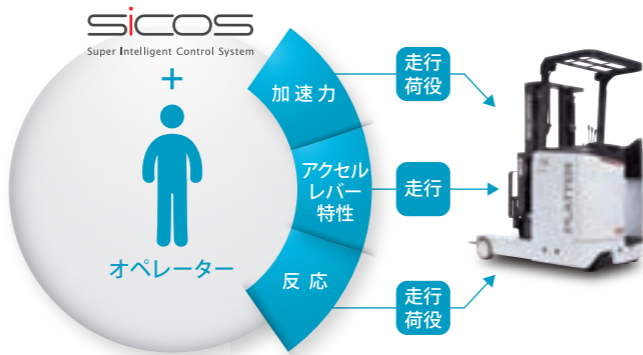 SiCOS
Super Intelligent Control System
+
オペレーター
加速力
アクセル
レバー
特性
反応
走行
荷役
走行
走行
荷役
PLATTER